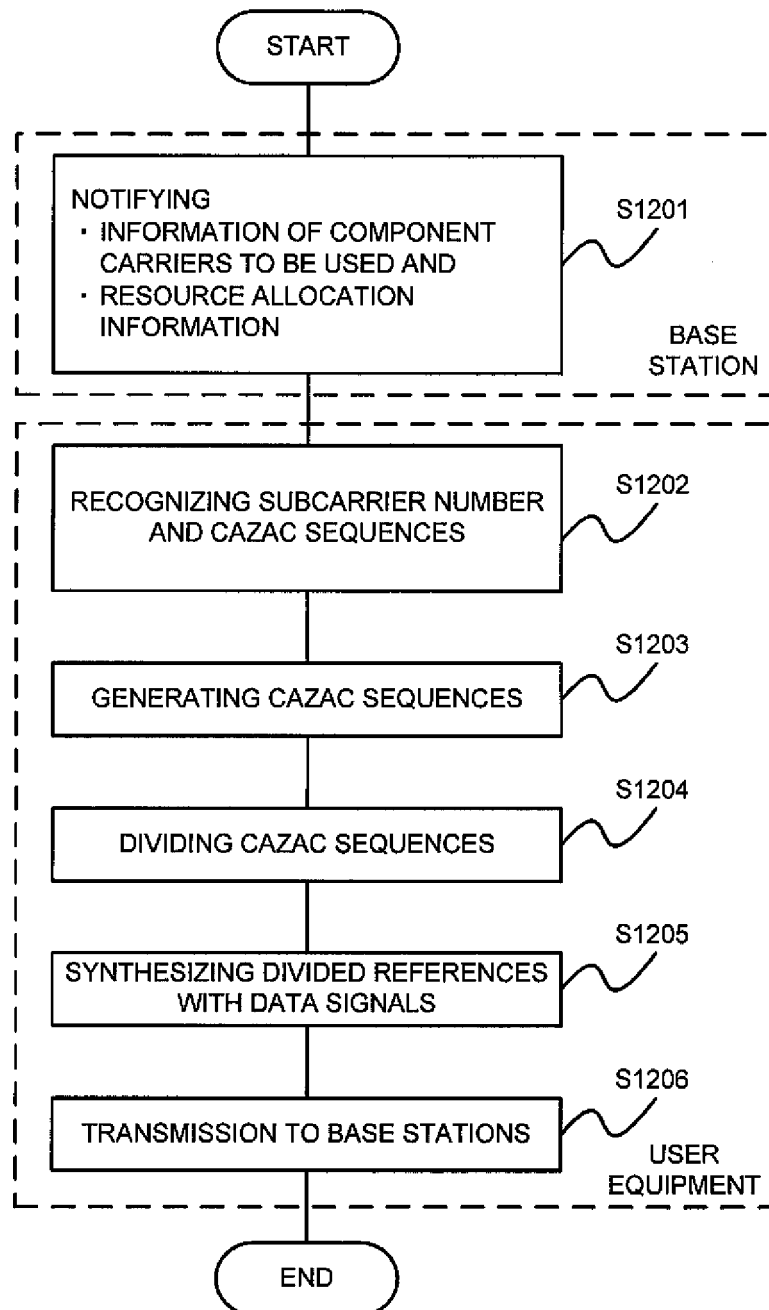 START
NOTIFYING
・INFORMATION OF COMPONENT
CARRIERS TO BE USED AND
・RESOURCE ALLOCATION
INFORMATION
S1201
BASE
STATION
RECOGNIZING SUBCARRIER NUMBER
AND CAZAC SEQUENCES
S1202
GENERATING CAZAC SEQUENCES
S1203
DIVIDING CAZAC SEQUENCES
S1204
SYNTHESIZING DIVIDED REFERENCES
WITH DATA SIGNALS
S1205
TRANSMISSION TO BASE STATIONS
S1206
USER
EQUIPMENT
END